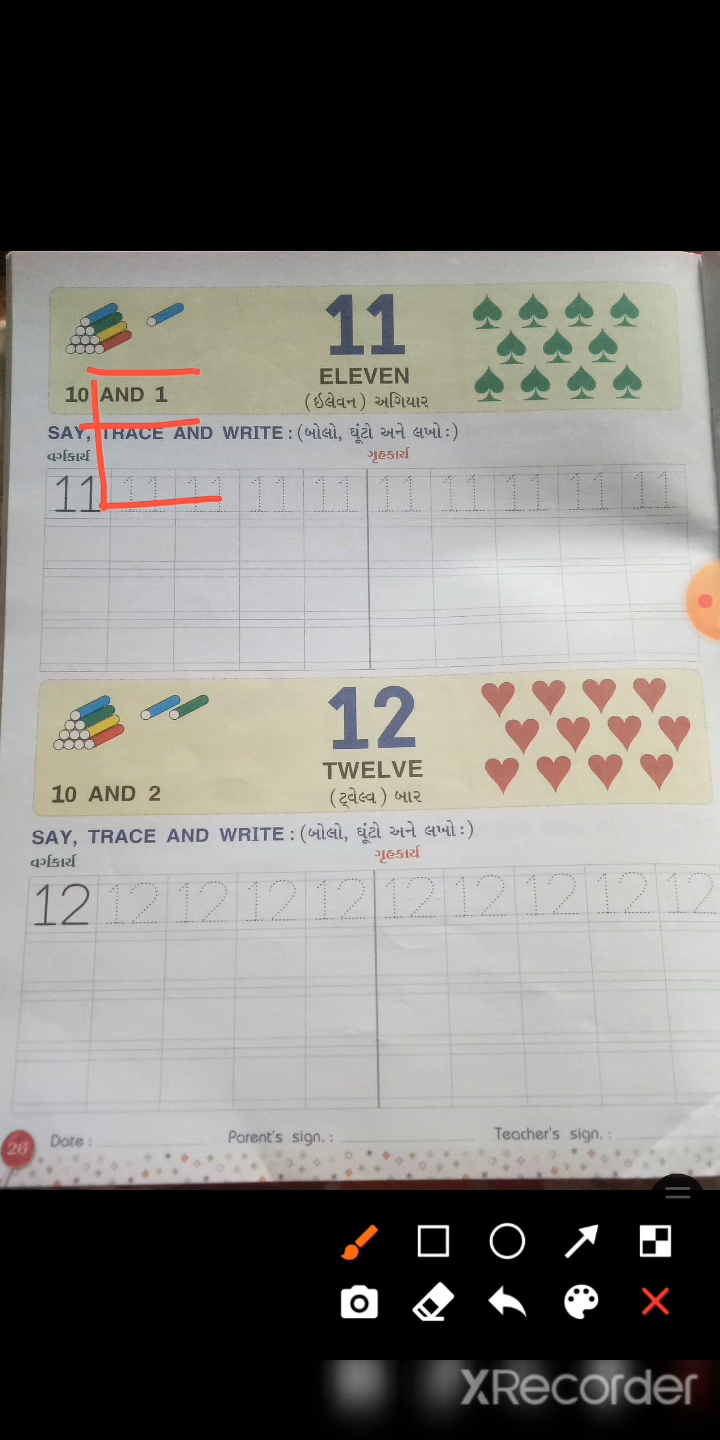 11
10 AND 1
ELEVEN
(ઇલેવન) અગિયાર
SAY, TRACE AND WRITE : (બોલો, ઘૂંટો અને લખો :)
વર્ગકાર્ય ગૃહકાર્ય
11 11 11 11 11 11 11 11 11 11
12
TWELVE
10 AND 2
(ટ્વેલ્વ) બાર
SAY, TRACE AND WRITE : (બોલો, ઘૂંટો અને લખો :)
વર્ગકાર્ય ગૃહકાર્ય
12 12 12 12 12 12 12 12 12 12
26 Date : Parent's sign. : Teacher's sign. :
XRecorder